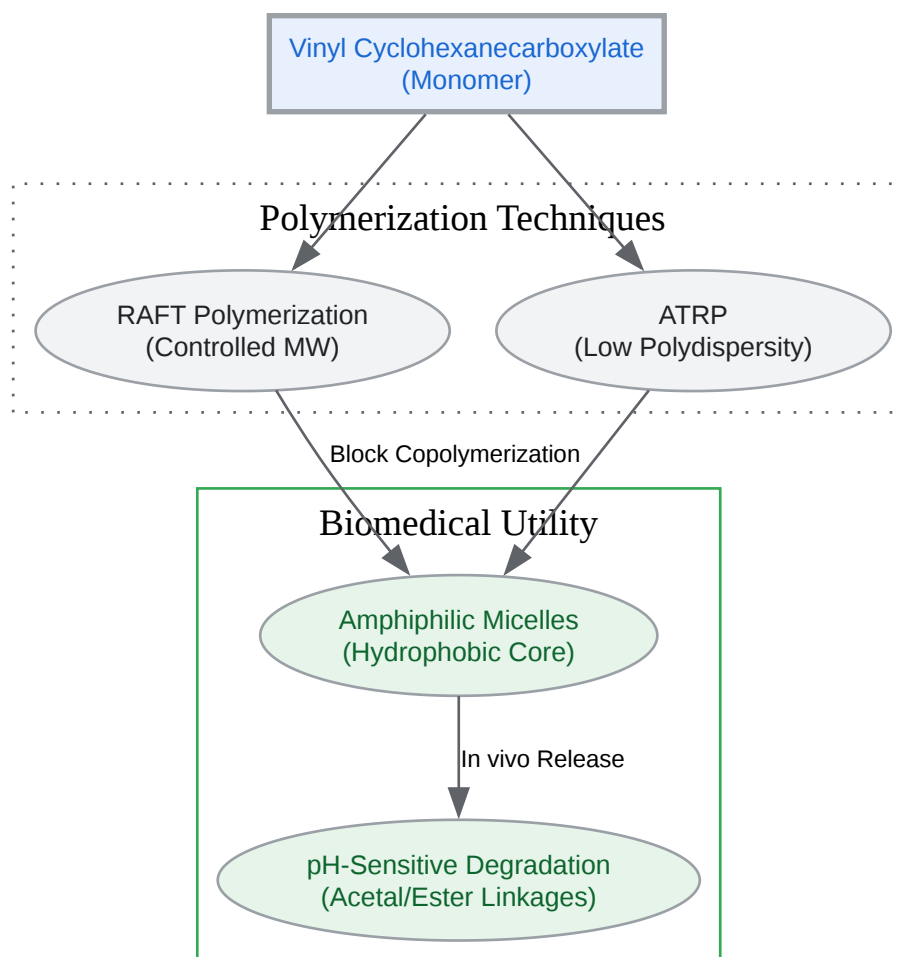 Vinyl Cyclohexanecarboxylate
(Monomer)
Polymerization Techniques
RAFT Polymerization
(Controlled MW)
ATRP
(Low Polydispersity)
Block Copolymerization
Biomedical Utility
Amphiphilic Micelles
(Hydrophobic Core)
In vivo Release
pH-Sensitive Degradation
(Acetal/Ester Linkages)